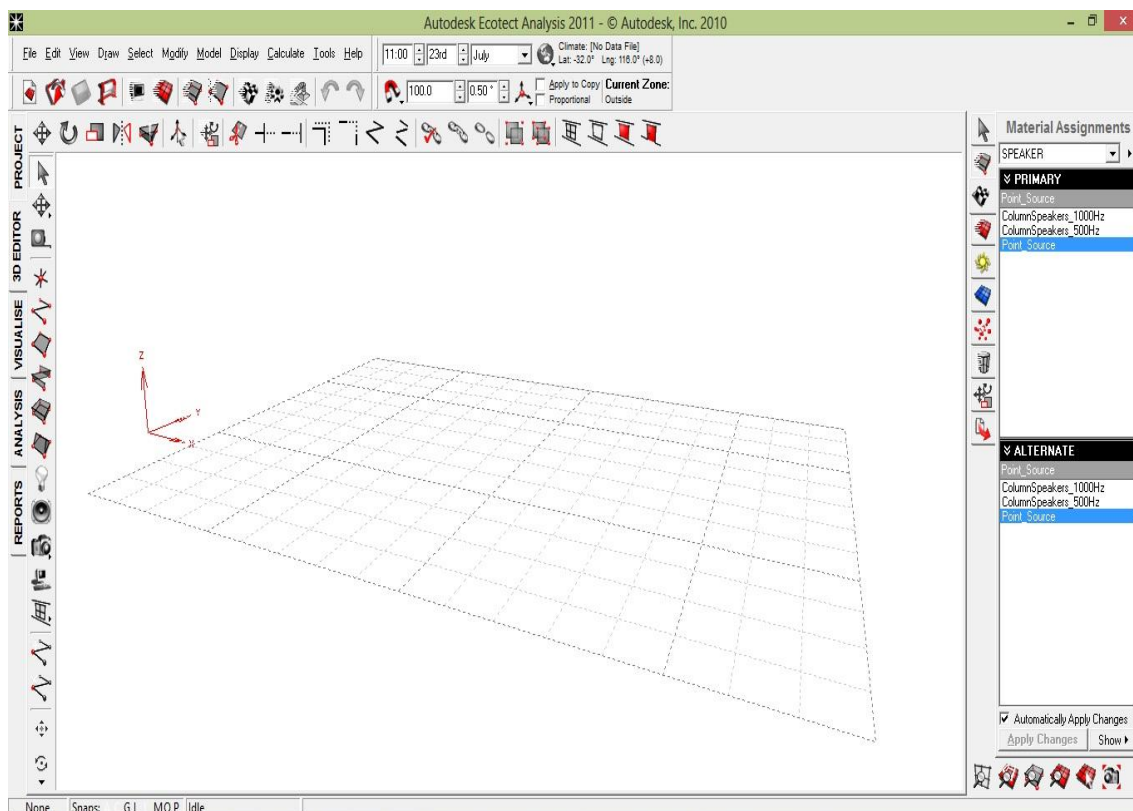 Autodesk Ecotect Analysis 2011 - © Autodesk, Inc. 2010
File Edit View Draw Select Modify Model Display Calculate Tools Help
11:00 23rd July
Climate: [No Data File]
Lat: -32.0° Lng: 116.0° (+8.0)
100.0 0.50 °
Apply to Copy
Proportional
Current Zone:
Outside
PROJECT
3D EDITOR
VISUALISE
ANALYSIS
REPORTS
Z
Y
X
Material Assignments
SPEAKER
PRIMARY
Point_Source
ColumnSpeakers_1000Hz
ColumnSpeakers_500Hz
Point_Source
ALTERNATE
Point_Source
ColumnSpeakers_1000Hz
ColumnSpeakers_500Hz
Point_Source
Automatically Apply Changes
Apply Changes Show
None Snaps: G I MO P Idle